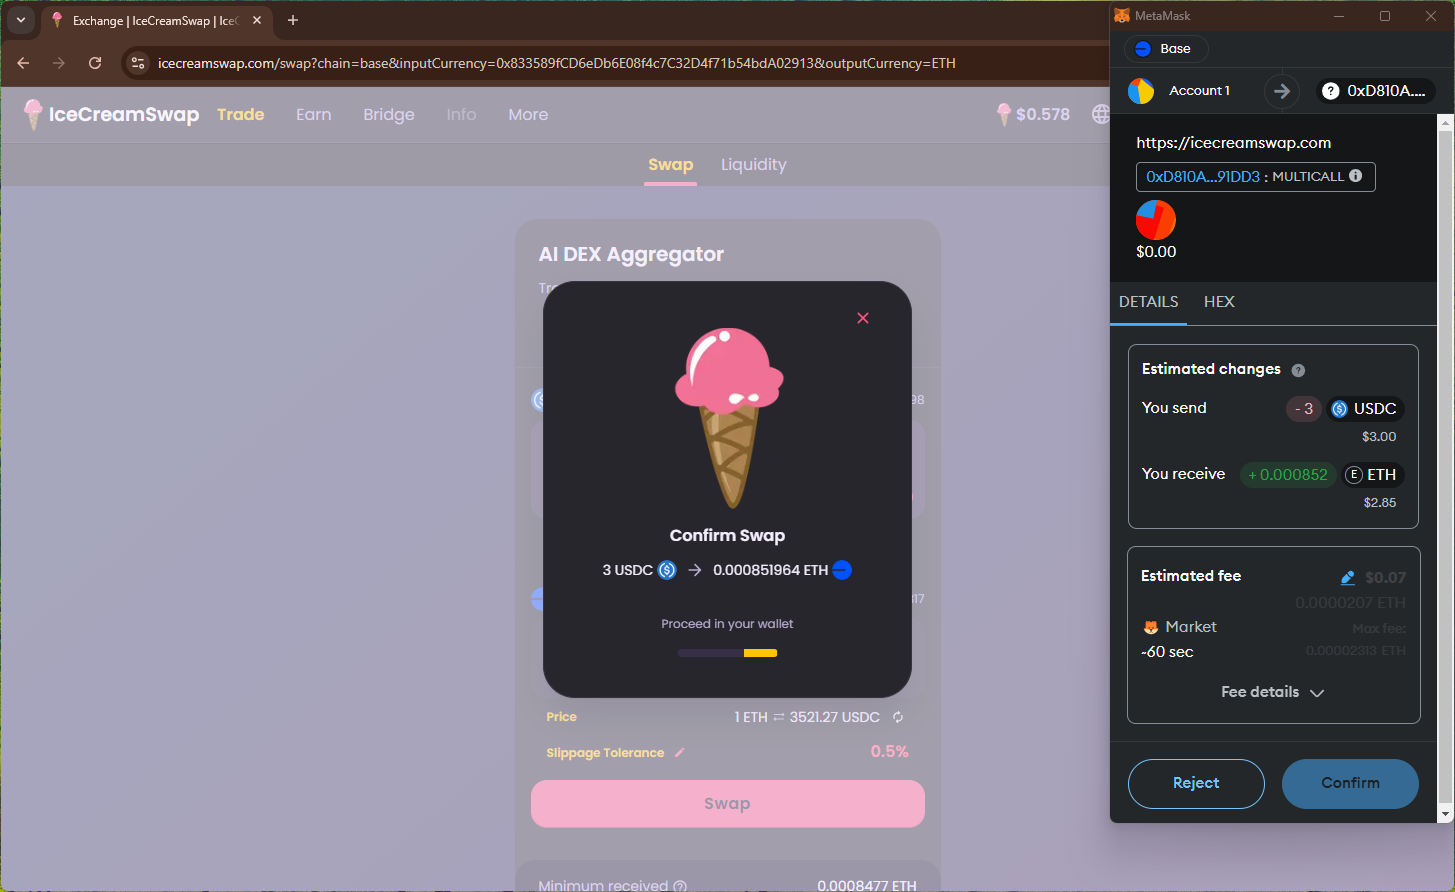 Exchange | IceCreamSwap | Ice
icecreamswap.com/swap?chain=base&inputCurrency=0x833589fCD6eDb6E08f4c7C32D4f71b54bdA02913&outputCurrency=ETH
IceCreamSwap
Trade
Earn
Bridge
Info
More
$0.578
Swap
Liquidity
AI DEX Aggregator
98
Confirm Swap
3 USDC → 0.000851964 ETH
317
Proceed in your wallet
Price
1 ETH ⇄ 3521.27 USDC
Slippage Tolerance
0.5%
Swap
Minimum received
0.0008477 ETH
MetaMask
Base
Account 1
0xD810A....
https://icecreamswap.com
0xD810A...91DD3 : MULTICALL
$0.00
DETAILS
HEX
Estimated changes
You send
- 3
USDC
$3.00
You receive
+ 0.000852
E
ETH
$2.85
Estimated fee
$0.07
0.0000207 ETH
Market
Max fee:
~60 sec
0.00002313 ETH
Fee details
Reject
Confirm